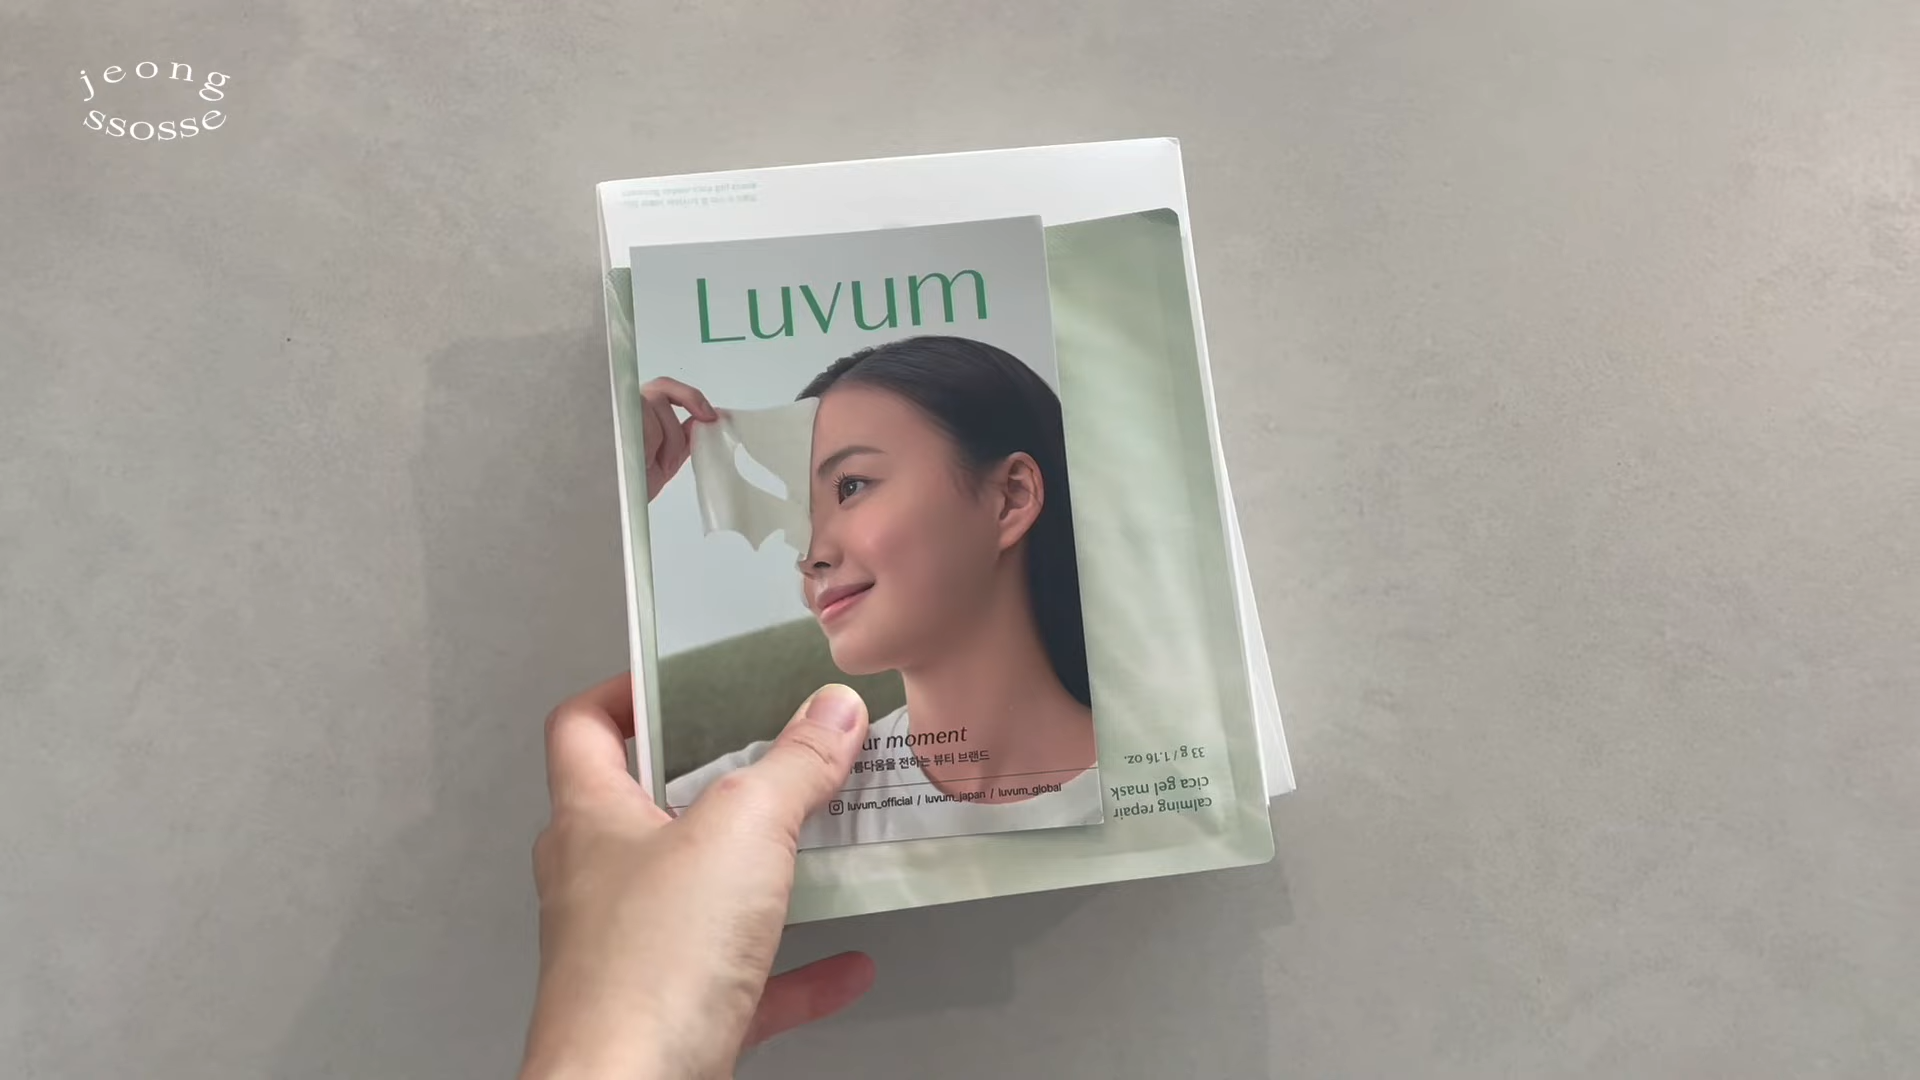 jeong
ssosse
Luvum
ur moment
름다움을 전하는 뷰티 브랜드
luvum_official / luvum_japan / luvum_global
calming repair
cica gel mask
33 g / 1.16 oz.